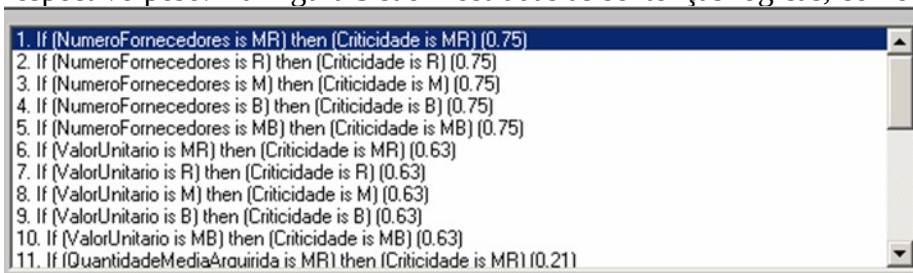 1. If (NumeroFornecedores is MR) then (Criticidade is MR) (0.75)
2. If (NumeroFornecedores is R) then (Criticidade is R) (0.75)
3. If (NumeroFornecedores is M) then (Criticidade is M) (0.75)
4. If (NumeroFornecedores is B) then (Criticidade is B) (0.75)
5. If (NumeroFornecedores is MB) then (Criticidade is MB) (0.75)
6. If (ValorUnitario is MR) then (Criticidade is MR) (0.63)
7. If (ValorUnitario is R) then (Criticidade is R) (0.63)
8. If (ValorUnitario is M) then (Criticidade is M) (0.63)
9. If (ValorUnitario is B) then (Criticidade is B) (0.63)
10. If (ValorUnitario is MB) then (Criticidade is MB) (0.63)
11. If (QuantidadeMediaArquirida is MR) then (Criticidade is MR) (0.21)